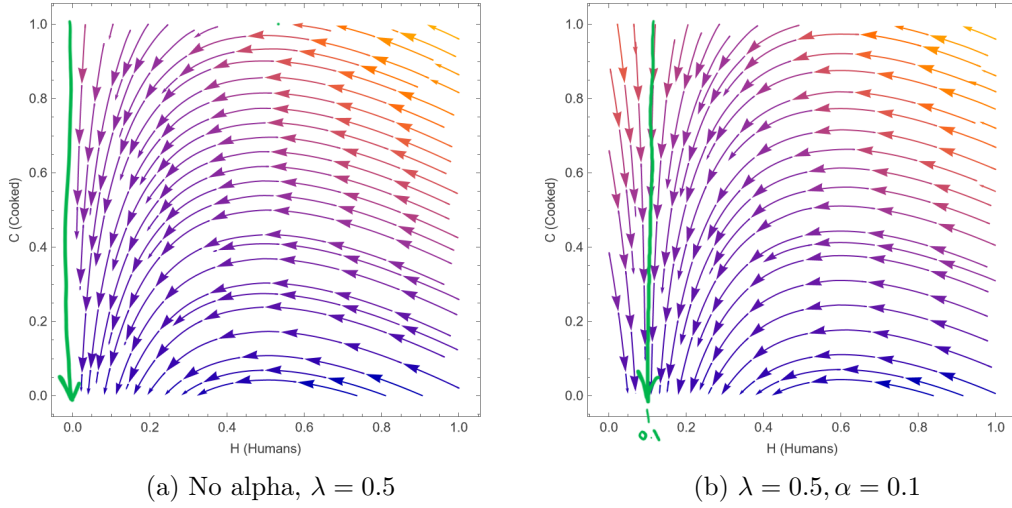 1.0
0.8
0.6
0.4
0.2
0.0
C (Cooked)
0.0 0.2 0.4 0.6 0.8 1.0
H (Humans)
(a) No alpha, λ = 0.5
1.0
0.8
0.6
0.4
0.2
0.0
C (Cooked)
0.0 0.2 0.4 0.6 0.8 1.0
0.1
H (Humans)
(b) λ = 0.5, α = 0.1